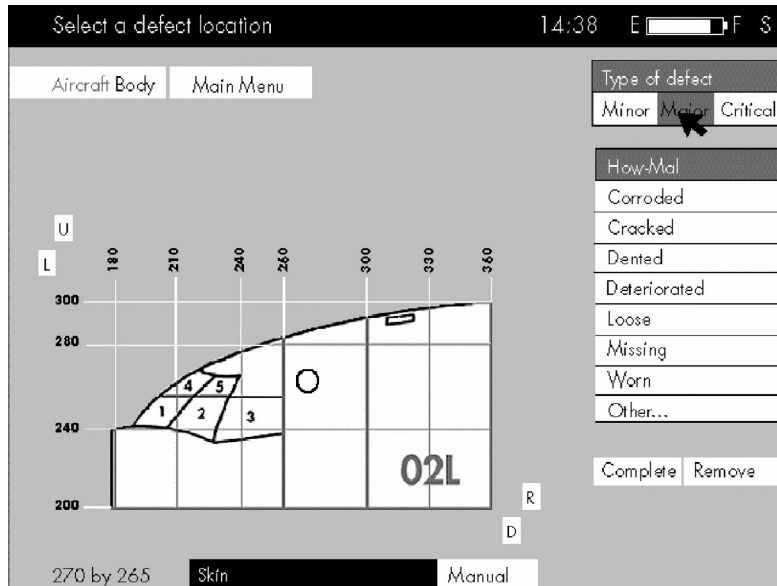 Select a defect location 14:38 E F S
Aircraft Body Main Menu
Type of defect
Minor Major Critical
How-Mal
Corroded
Cracked
Dented
Deteriorated
Loose
Missing
Worn
Other...
Complete Remove
U
L
180 210 240 260 300 330 360
300
280
240
200
4 5
1 2 3
02L
R
D
270 by 265 Skin Manual